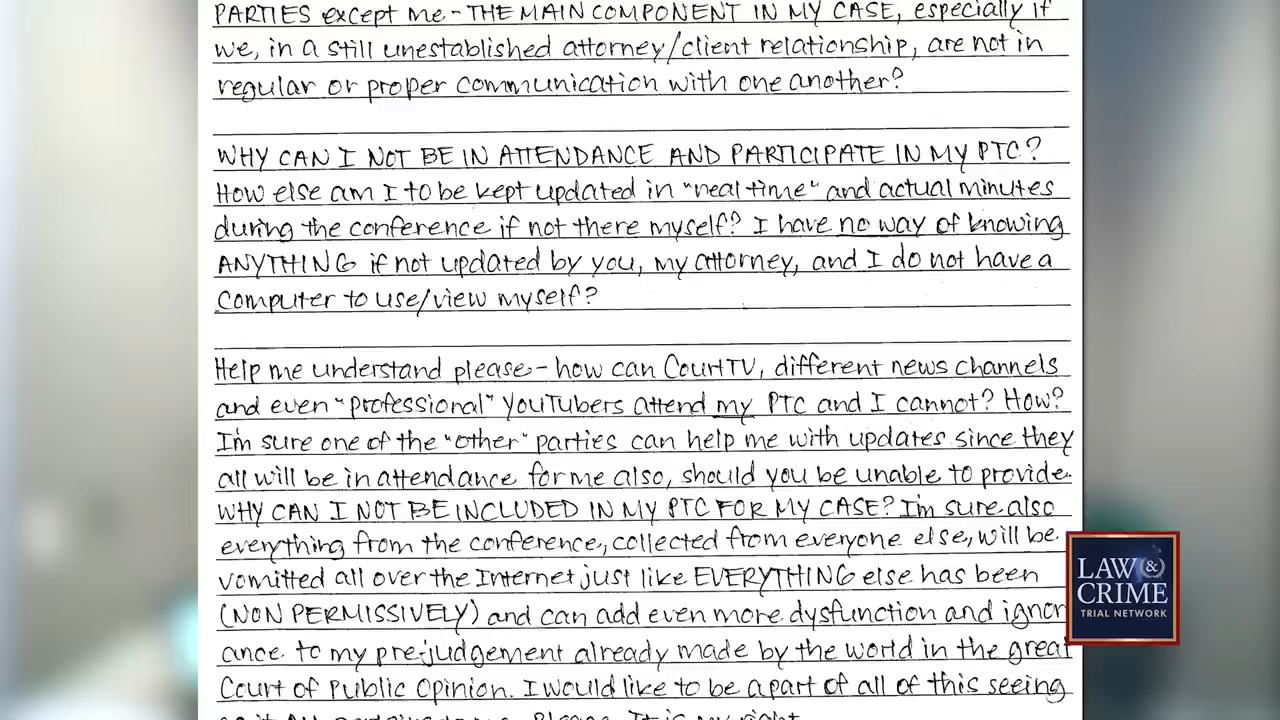 PARTIES except me - THE MAIN COMPONENT IN MY CASE, especially if
we, in a still unestablished attorney/client relationship, are not in
regular or proper communication with one another?
WHY CAN I NOT BE IN ATTENDANCE AND PARTICIPATE IN MY PTC?
How else am I to be kept updated in "real time" and actual minutes
during the conference if not there myself? I have no way of knowing
ANYTHING if not updated by you, my attorney, and I do not have a
computer to use/view myself?
Help me understand please - how can CourtTV, different news channels
and even "professional" YouTubers attend my PTC and I cannot? How?
I'm sure one of the "other" parties can help me with updates since they
all will be in attendance for me also, should you be unable to provide.
WHY CAN I NOT BE INCLUDED IN MY PTC FOR MY CASE? I'm sure also
everything from the conference, collected from everyone else, will be
vomitted all over the Internet just like EVERYTHING else has been
(NON PERMISSIVELY) and can add even more dysfunction and ignor
ance to my prejudgement already made by the world in the great
Court of Public Opinion. I would like to be a part of all of this seeing
Please. It is my right
LAW &
CRIME
TRIAL NETWORK